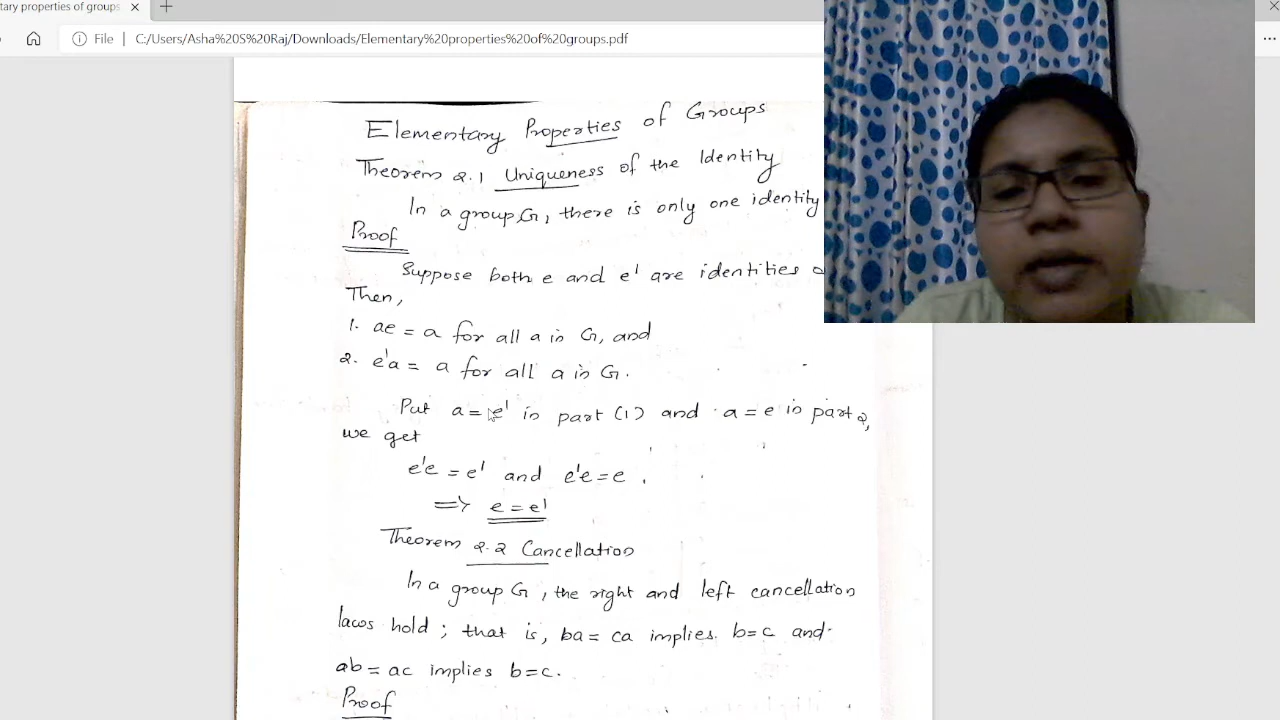 tary properties of groups
File C:/Users/Asha%20S%20Raj/Downloads/Elementary%20properties%20of%20groups.pdf
Elementary Properties of Groups
Theorem 2.1 Uniqueness of the Identity
In a group G, there is only one identity
Proof
Suppose both e and e' are identities
Then,
1. ae = a for all a in G, and
2. e'a = a for all a in G.
Put a = e' in part (1) and a = e in part 2,
we get
e'e = e' and e'e = e.
=> e = e'
Theorem 2.2 Cancellation
In a group G, the right and left cancellation
laws hold; that is, ba = ca implies b=c and
ab = ac implies b=c.
Proof